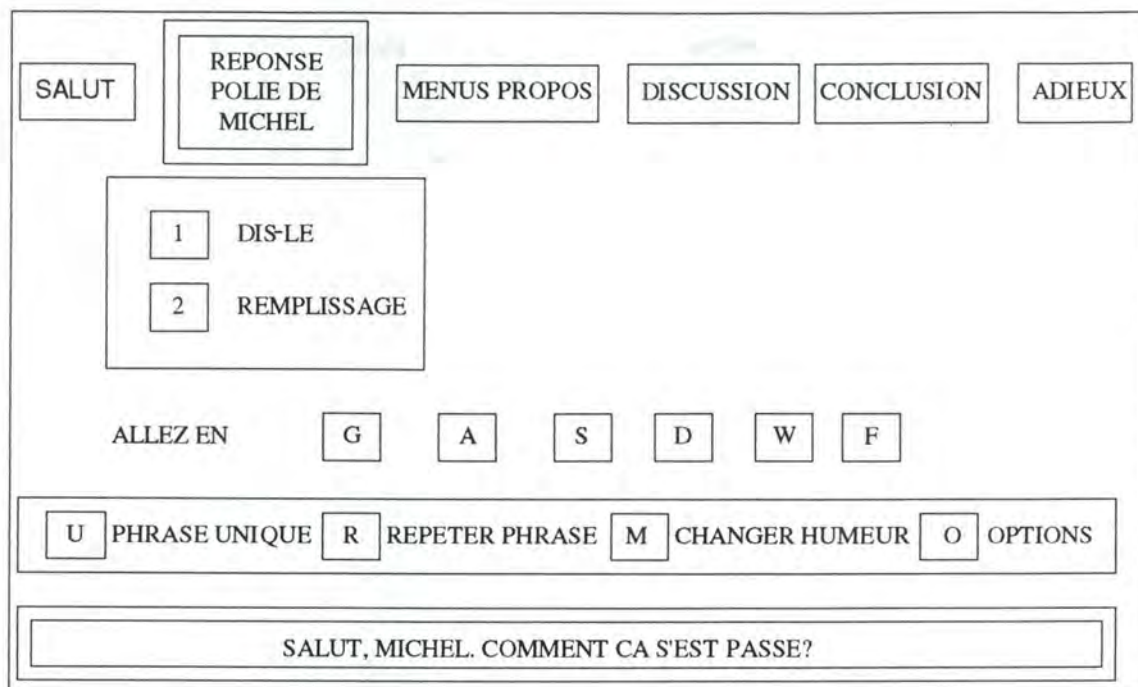 SALUT
REPONSE
POLIE DE
MICHEL
MENUS PROPOS
DISCUSSION
CONCLUSION
ADIEUX
1 DIS-LE
2 REMPLISSAGE
ALLEZ EN G A S D W F
U PHRASE UNIQUE R REPETER PHRASE M CHANGER HUMEUR O OPTIONS
SALUT, MICHEL. COMMENT CA S'EST PASSE?